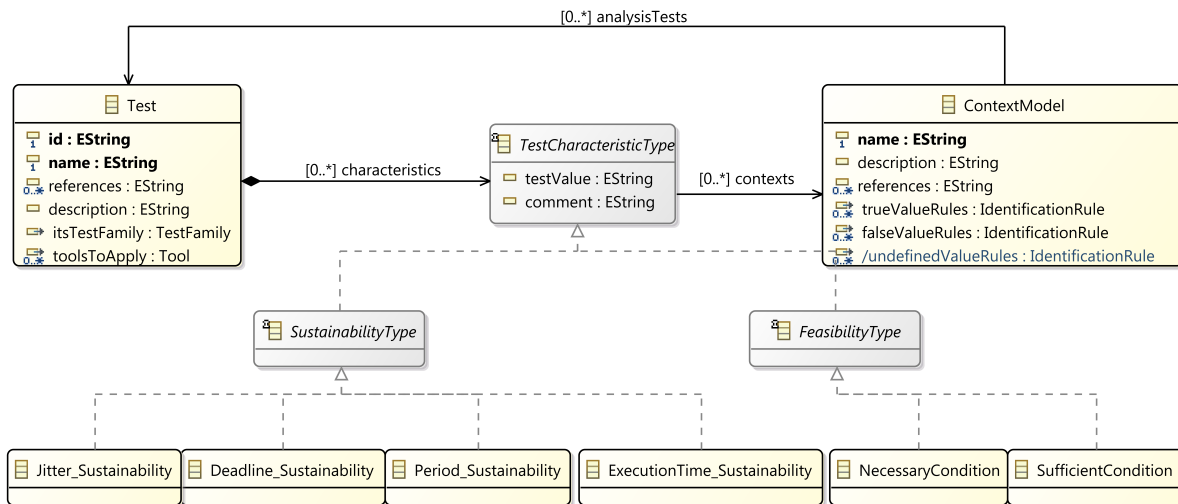 [0..*] analysisTests
Test
id : EString
name : EString
references : EString
description : EString
itsTestFamily : TestFamily
toolsToApply : Tool
[0..*] characteristics
TestCharacteristicType
testValue : EString
comment : EString
[0..*] contexts
ContextModel
name : EString
description : EString
references : EString
trueValueRules : IdentificationRule
falseValueRules : IdentificationRule
/undefinedValueRules : IdentificationRule
SustainabilityType
FeasibilityType
Jitter_Sustainability
Deadline_Sustainability
Period_Sustainability
ExecutionTime_Sustainability
NecessaryCondition
SufficientCondition